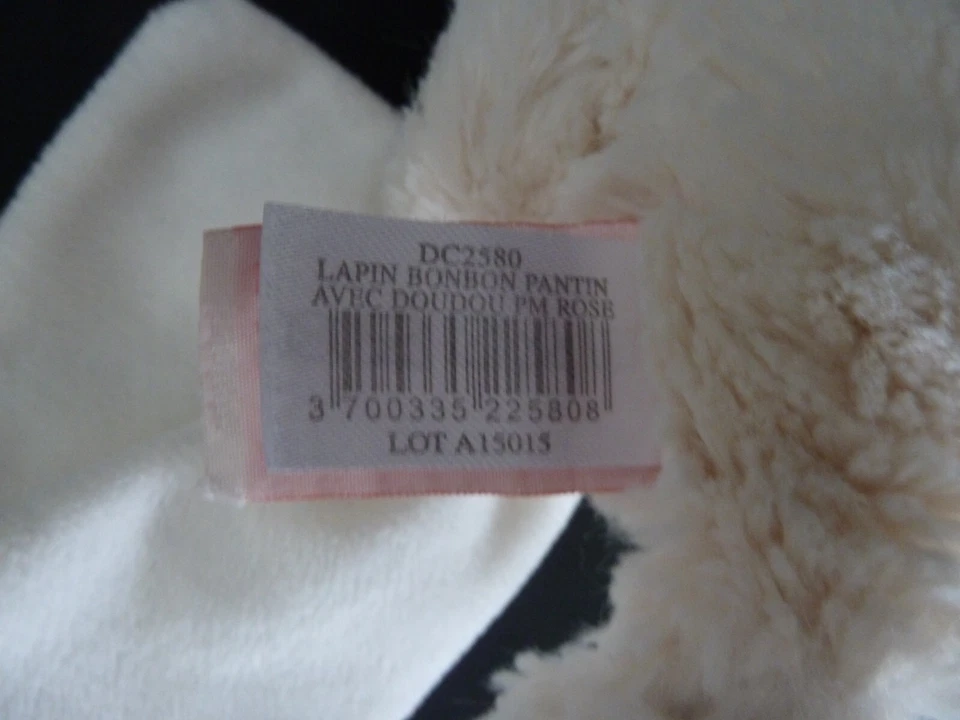 DC2580
LAPIN BONBON PANTIN
AVEC DOUDOU PM ROSE
3 700335 225808
LOT A15015